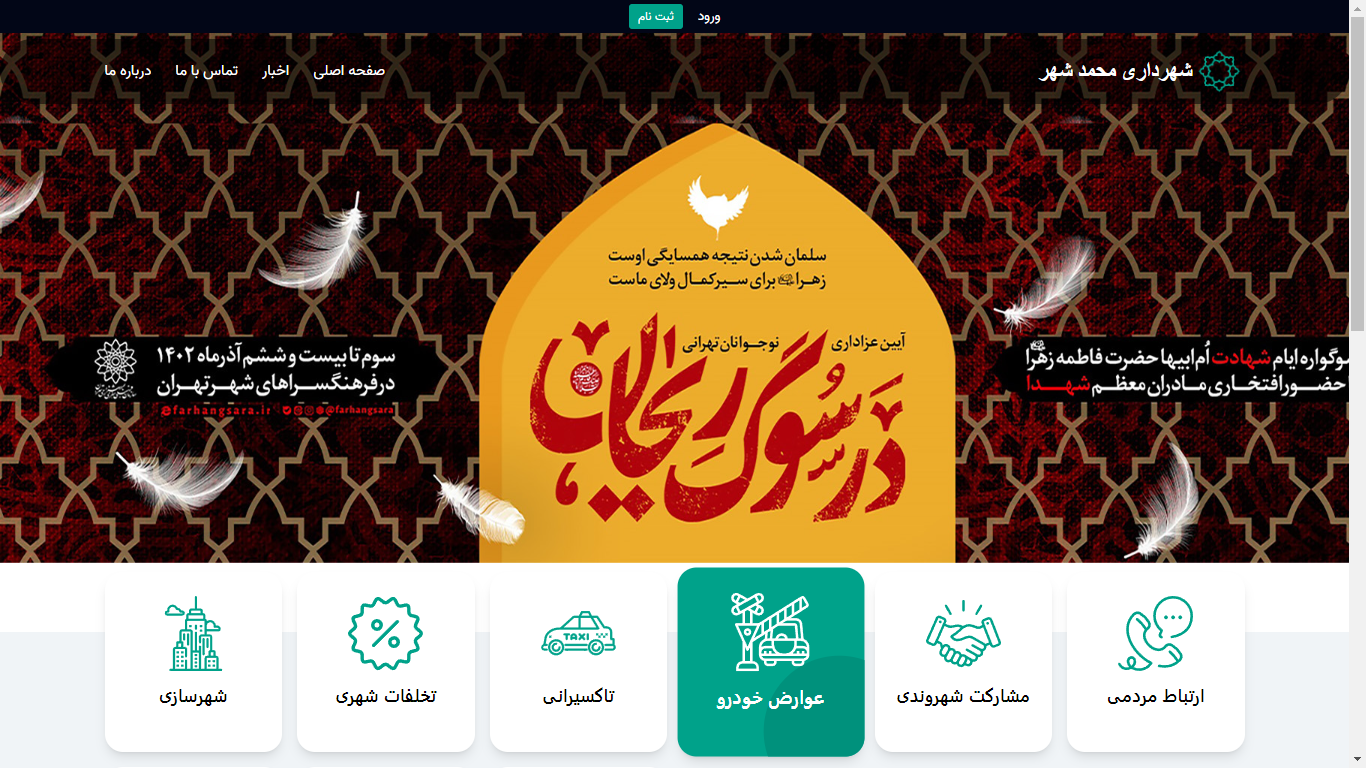 ورود
ثبت نام
شهرداری محمد شهر
صفحه اصلی
اخبار
تماس با ما
درباره ما
سلمان شدن نتیجه همسایگی اوست
زهرا برای سیر کمال ولای ماست
آیین عزاداری نوجوانان تهرانی
در سوگ ریحان
سوگواره ایام شهادت اُم ابیها حضرت فاطمه زهرا
حضور افتخاری مادران معظم شهدا
سوم تا بیست و ششم آذرماه ۱۴۰۲
در فرهنگسراهای شهر تهران
@farhangsara
farhangsara.ir
ارتباط مردمی
مشارکت شهروندی
عوارض خودرو
TAXI
تاکسیرانی
تخلفات شهری
شهرسازی